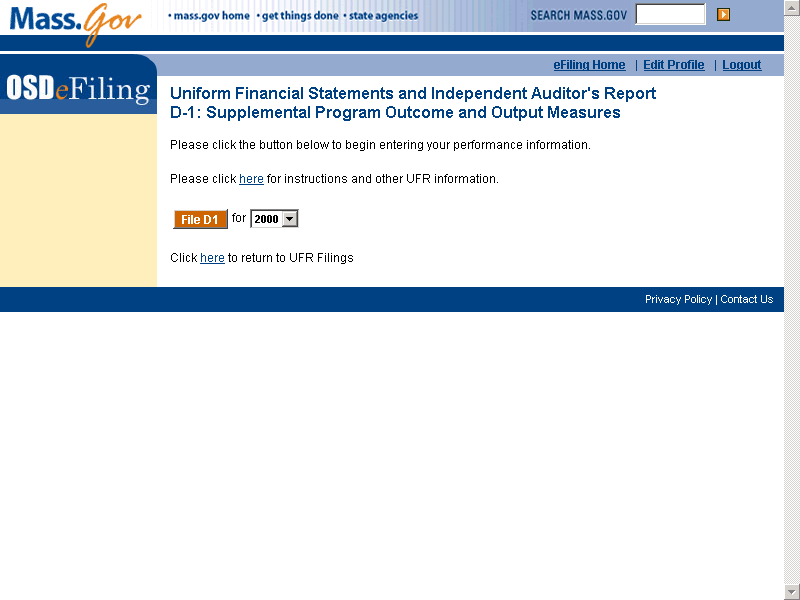 Mass.Gov
• mass.gov home • get things done • state agencies
SEARCH MASS.GOV
eFiling Home | Edit Profile | Logout
OSDeFiling
Uniform Financial Statements and Independent Auditor's Report
D-1: Supplemental Program Outcome and Output Measures
Please click the button below to begin entering your performance information.
Please click here for instructions and other UFR information.
File D1 for 2000
Click here to return to UFR Filings
Privacy Policy | Contact Us